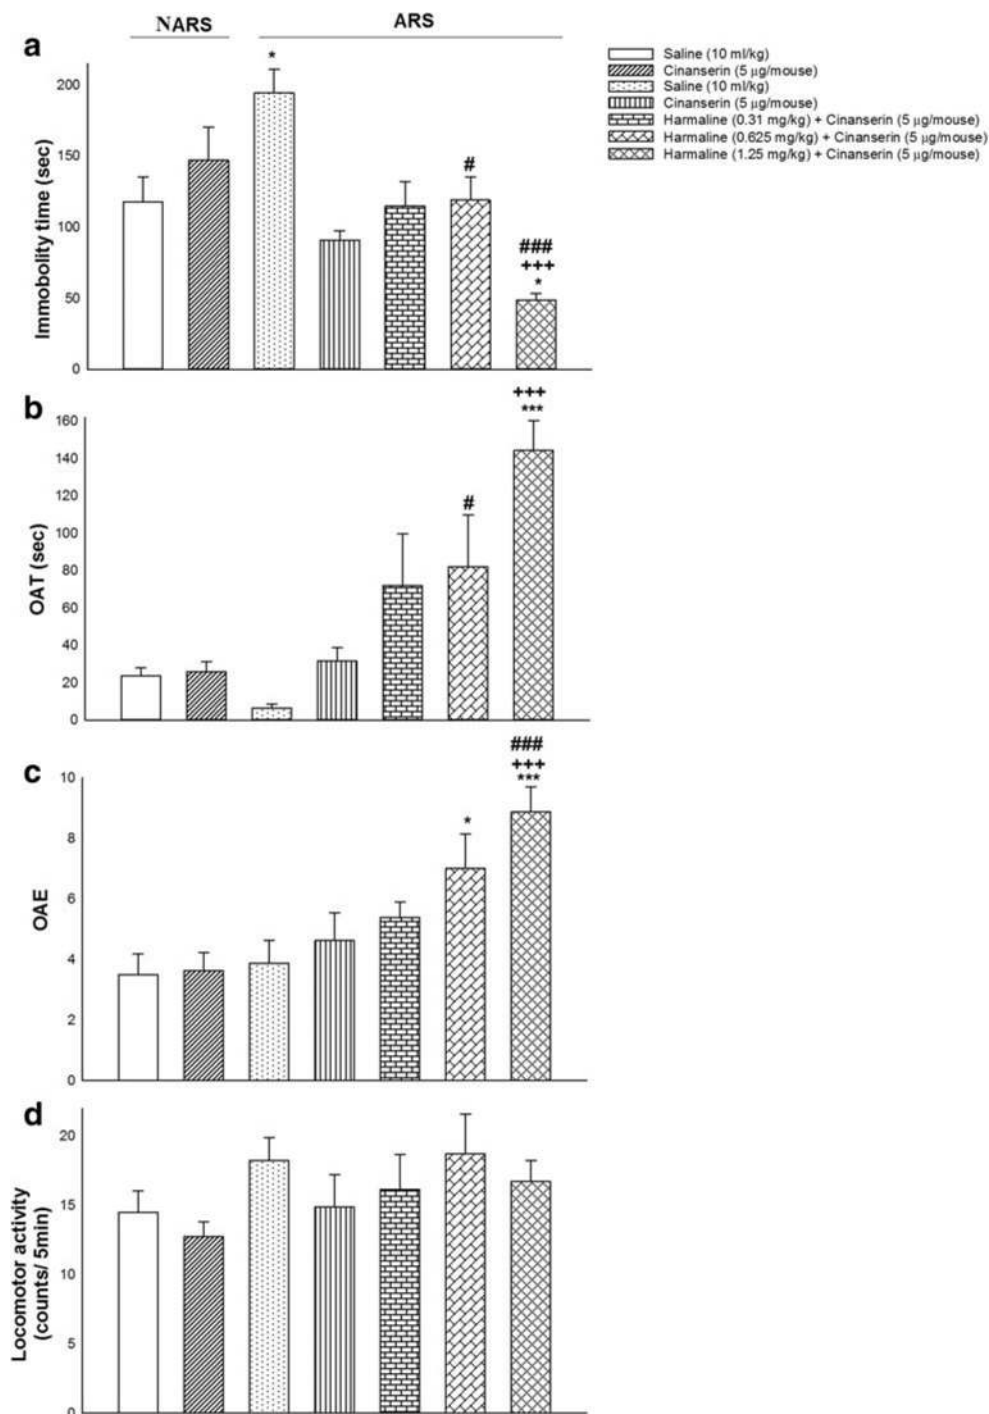 NARS ARS
a
*
Saline (10 ml/kg)
Cinanserin (5 μg/mouse)
Saline (10 ml/kg)
Cinanserin (5 μg/mouse)
Harmaline (0.31 mg/kg) + Cinanserin (5 μg/mouse)
Harmaline (0.625 mg/kg) + Cinanserin (5 μg/mouse)
Harmaline (1.25 mg/kg) + Cinanserin (5 μg/mouse)
Immobolity time (sec)
200
150
100
50
0
#
###
+++
*
b
OAT (sec)
160
140
120
100
80
60
40
20
0
#
+++
***
c
OAE
10
8
6
4
2
0
*
###
+++
***
d
Locomotor activity
(counts/ 5min)
20
15
10
5
0